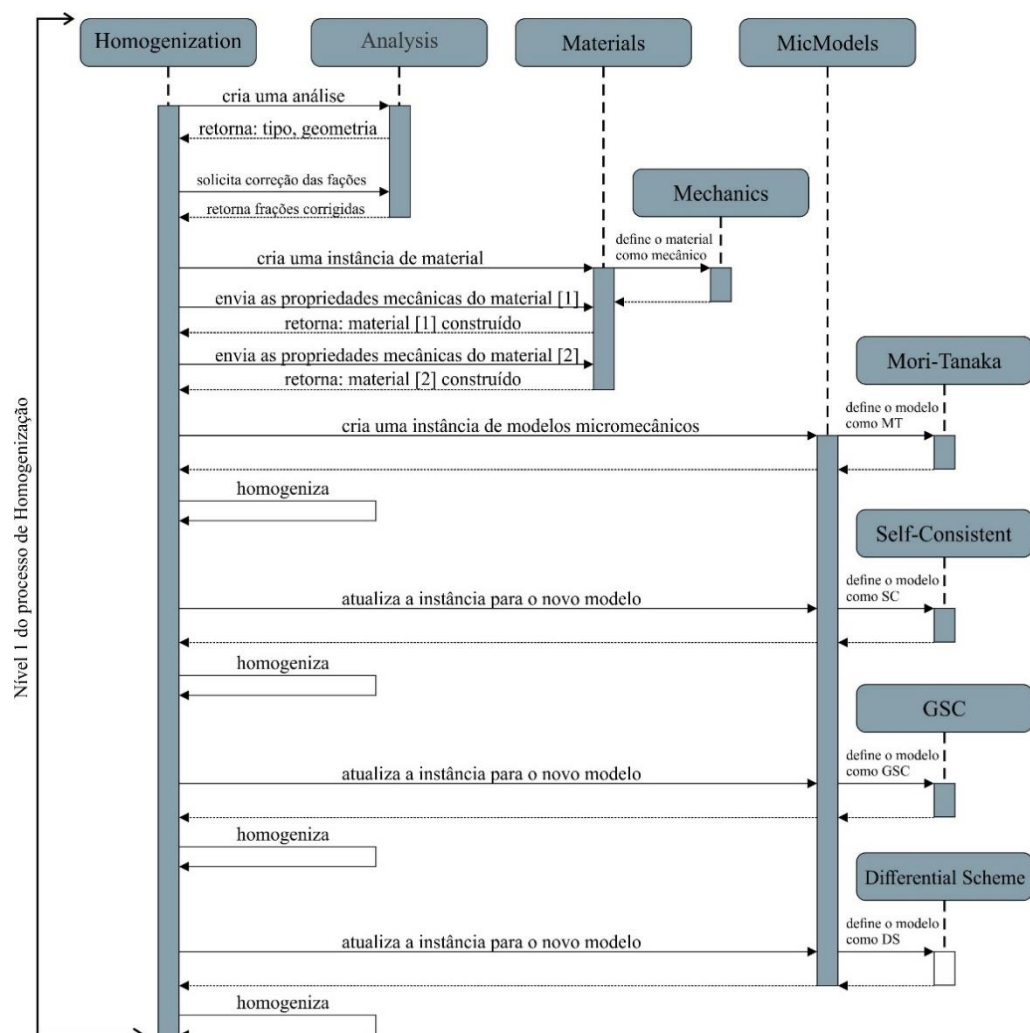 Homogenization
Analysis
Materials
MicModels
cria uma análise
retorna: tipo, geometria
solicita correção das fações
retorna frações corrigidas
Mechanics
define o material
como mecânico
cria uma instância de material
envia as propriedades mecânicas do material [1]
retorna: material [1] construído
envia as propriedades mecânicas do material [2]
retorna: material [2] construído
Mori-Tanaka
define o modelo
como MT
cria uma instância de modelos micromecânicos
homogeniza
Self-Consistent
define o modelo
como SC
atualiza a instância para o novo modelo
homogeniza
GSC
define o modelo
como GSC
atualiza a instância para o novo modelo
homogeniza
Differential Scheme
define o modelo
como DS
atualiza a instância para o novo modelo
homogeniza
Nível 1 do processo de Homogenização